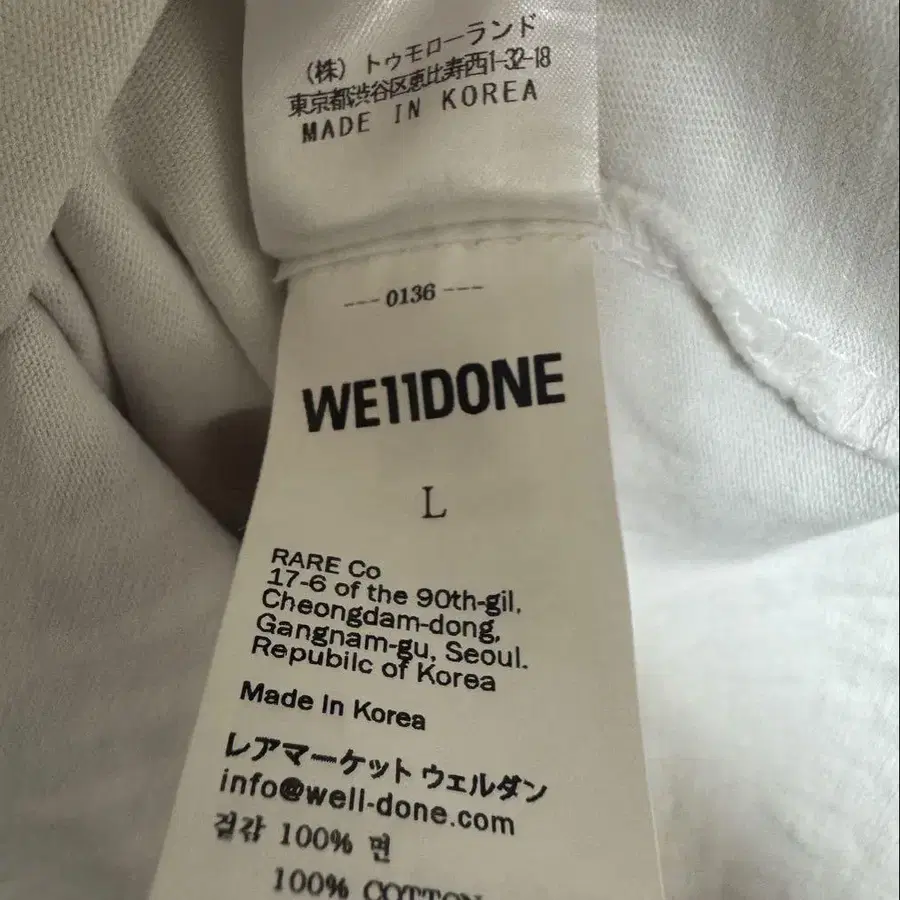 (株) トゥモローランド
東京都渋谷区恵比寿西1-32-18
MADE IN KOREA
--- 0136 ---
WE11DONE
L
RARE Co
17-6 of the 90th-gil,
Cheongdam-dong,
Gangnam-gu, Seoul.
Repubilc of Korea
Made In Korea
レアマーケット ウェルダン
info@well-done.com
겉감 100% 면
100% COTTON